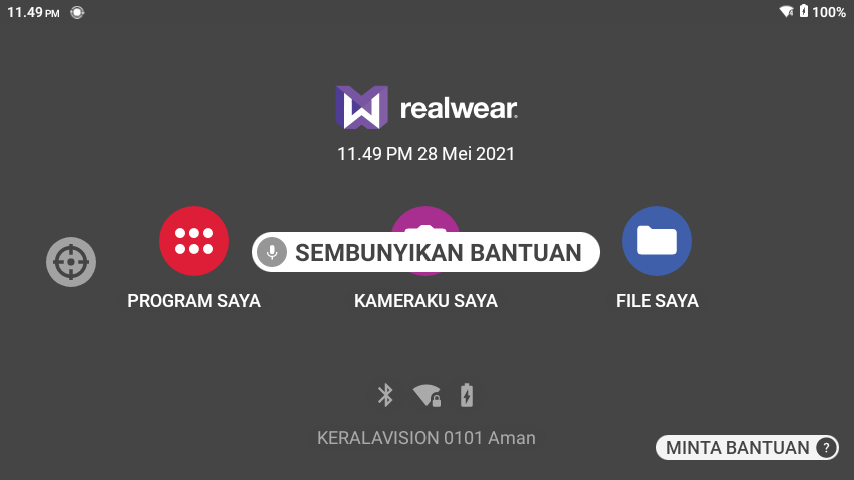 11.49 PM
100%
realwear
11.49 PM 28 Mei 2021
SEMBUNYIKAN BANTUAN
PROGRAM SAYA
KAMERAKU SAYA
FILE SAYA
KERALAVISION 0101 Aman
MINTA BANTUAN ?